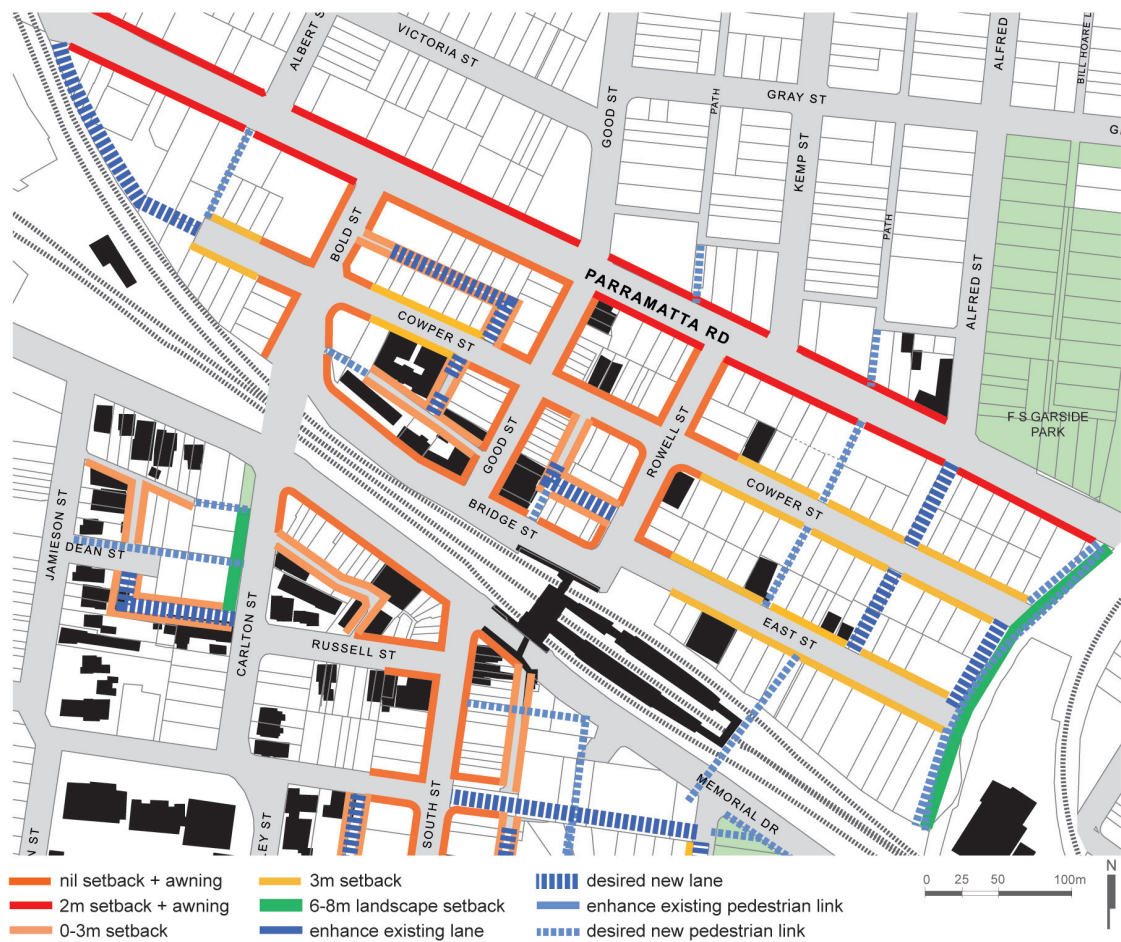 ALBERT S
VICTORIA ST
GOOD ST
ALFRED
BILL HOARE L
GRAY ST
G
PATH
KEMP ST
PATH
ALFRED ST
BOLD ST
PARRAMATTA RD
COWPER ST
F S GARSIDE
PARK
GOOD ST
ROWELL ST
COWPER ST
BRIDGE ST
JAMIESON ST
DEAN ST
EAST ST
CARLTON ST
RUSSELL ST
SOUTH ST
MEMORIAL DR
N ST
LEY ST
nil setback + awning
2m setback + awning
0-3m setback
3m setback
6-8m landscape setback
enhance existing lane
desired new lane
enhance existing pedestrian link
desired new pedestrian link
0 25 50 100m
N